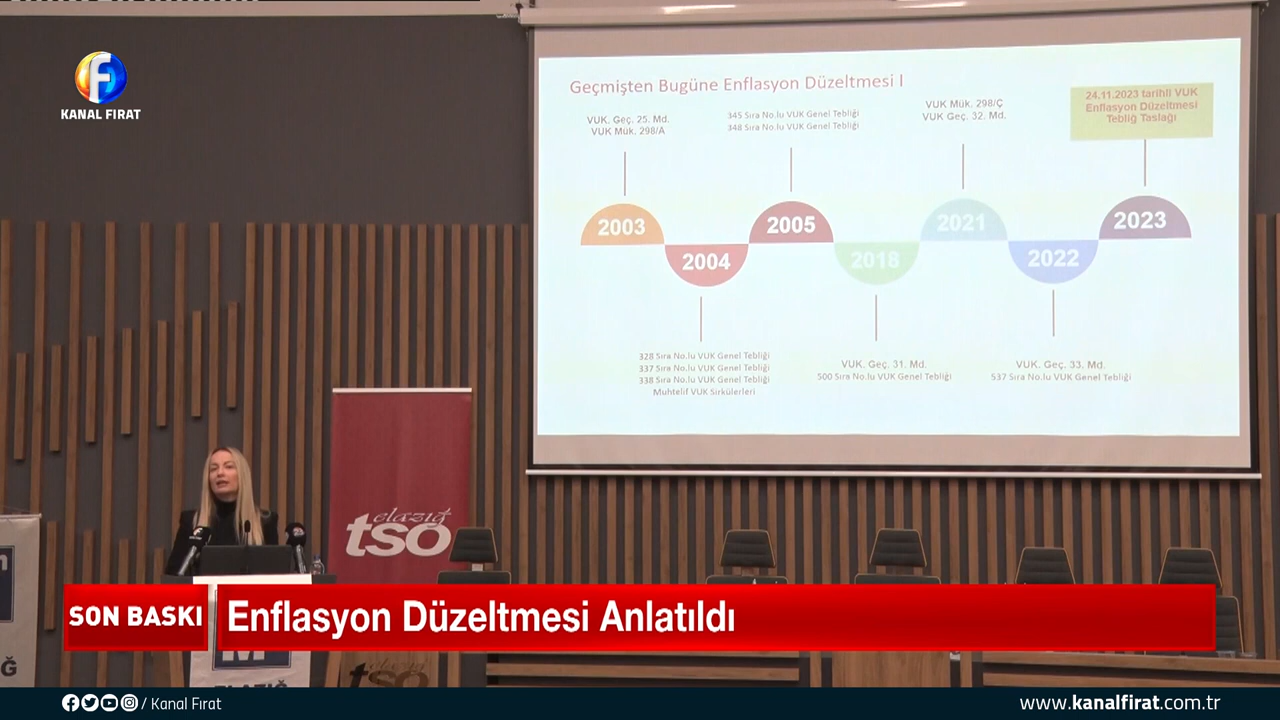 KANAL FIRAT
Geçmişten Bugüne Enflasyon Düzeltmesi I
VUK. Geç. 25. Md.
VUK Mük. 298/A
345 Sıra No.lu VUK Genel Tebliği
348 Sıra No.lu VUK Genel Tebliği
VUK Mük. 298/Ç
VUK Geç. 32. Md.
24.11.2023 tarihli VUK
Enflasyon Düzeltmesi
Tebliğ Taslağı
2003
2004
2005
2018
2021
2022
2023
328 Sıra No.lu VUK Genel Tebliği
337 Sıra No.lu VUK Genel Tebliği
338 Sıra No.lu VUK Genel Tebliği
Muhtelif VUK Sirkülerleri
VUK. Geç. 31. Md.
500 Sıra No.lu VUK Genel Tebliği
VUK. Geç. 33. Md.
537 Sıra No.lu VUK Genel Tebliği
elazığ
tso
SON BASKI
Enflasyon Düzeltmesi Anlatıldı
elazığ
tso
/ Kanal Fırat
www.kanalfirat.com.tr